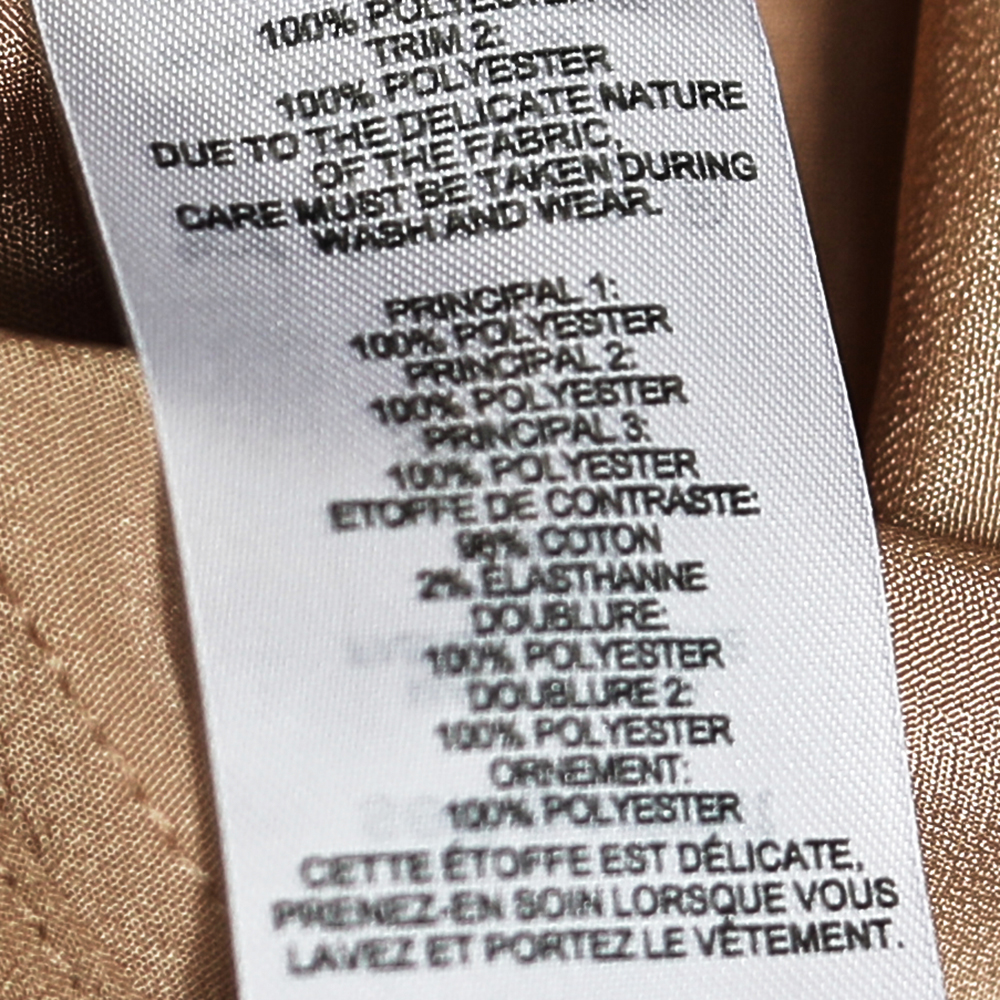 100% POLYESTER
TRIM 2:
100% POLYESTER
DUE TO THE DELICATE NATURE
OF THE FABRIC,
CARE MUST BE TAKEN DURING
WASH AND WEAR.
PRINCIPAL 1:
100% POLYESTER
PRINCIPAL 2:
100% POLYESTER
PRINCIPAL 3:
100% POLYESTER
ETOFFE DE CONTRASTE:
98% COTON
2% ELASTHANNE
DOUBLURE:
100% POLYESTER
DOUBLURE 2:
100% POLYESTER
ORNEMENT:
100% POLYESTER
CETTE ÉTOFFE EST DÉLICATE,
PRENEZ-EN SOIN LORSQUE VOUS
LAVEZ ET PORTEZ LE VÊTEMENT.